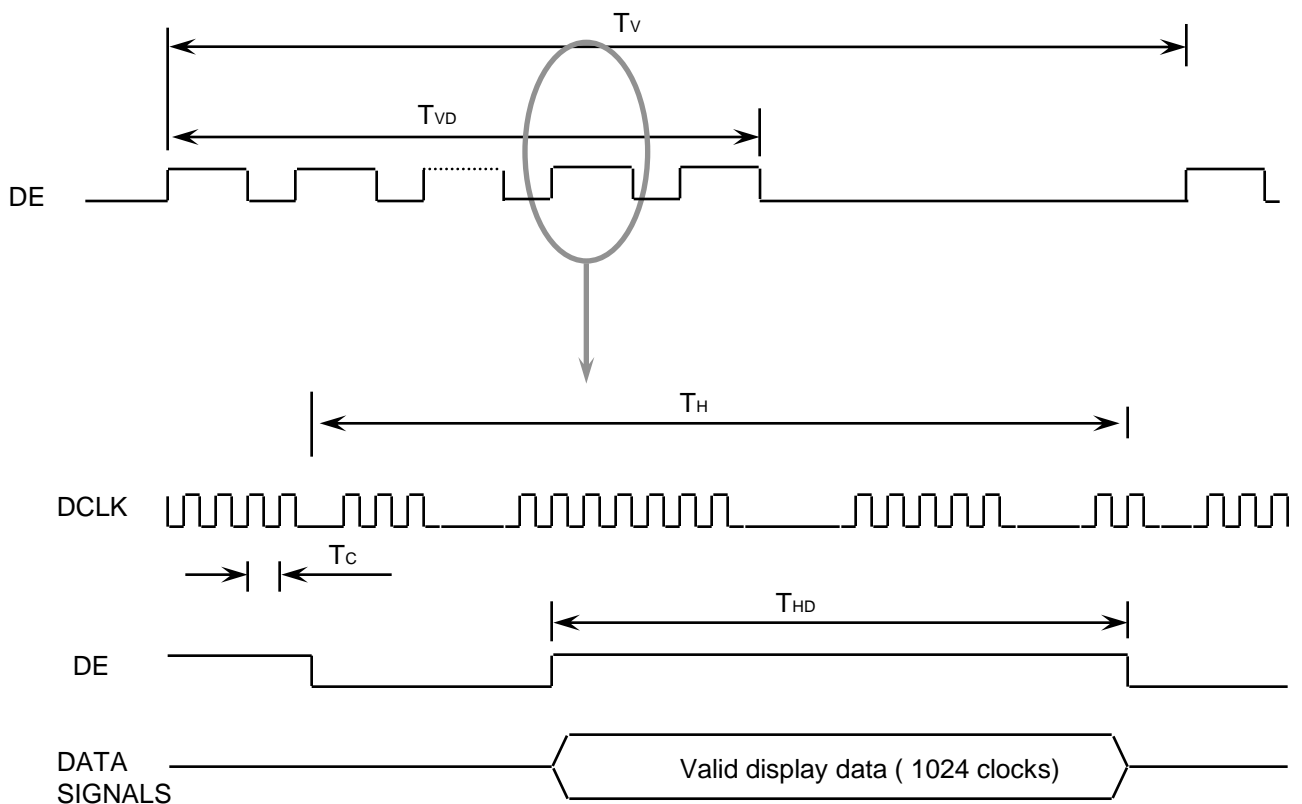 TV
TVD
DE
TH
DCLK
TC
THD
DE
DATA
SIGNALS
Valid display data ( 1024 clocks)